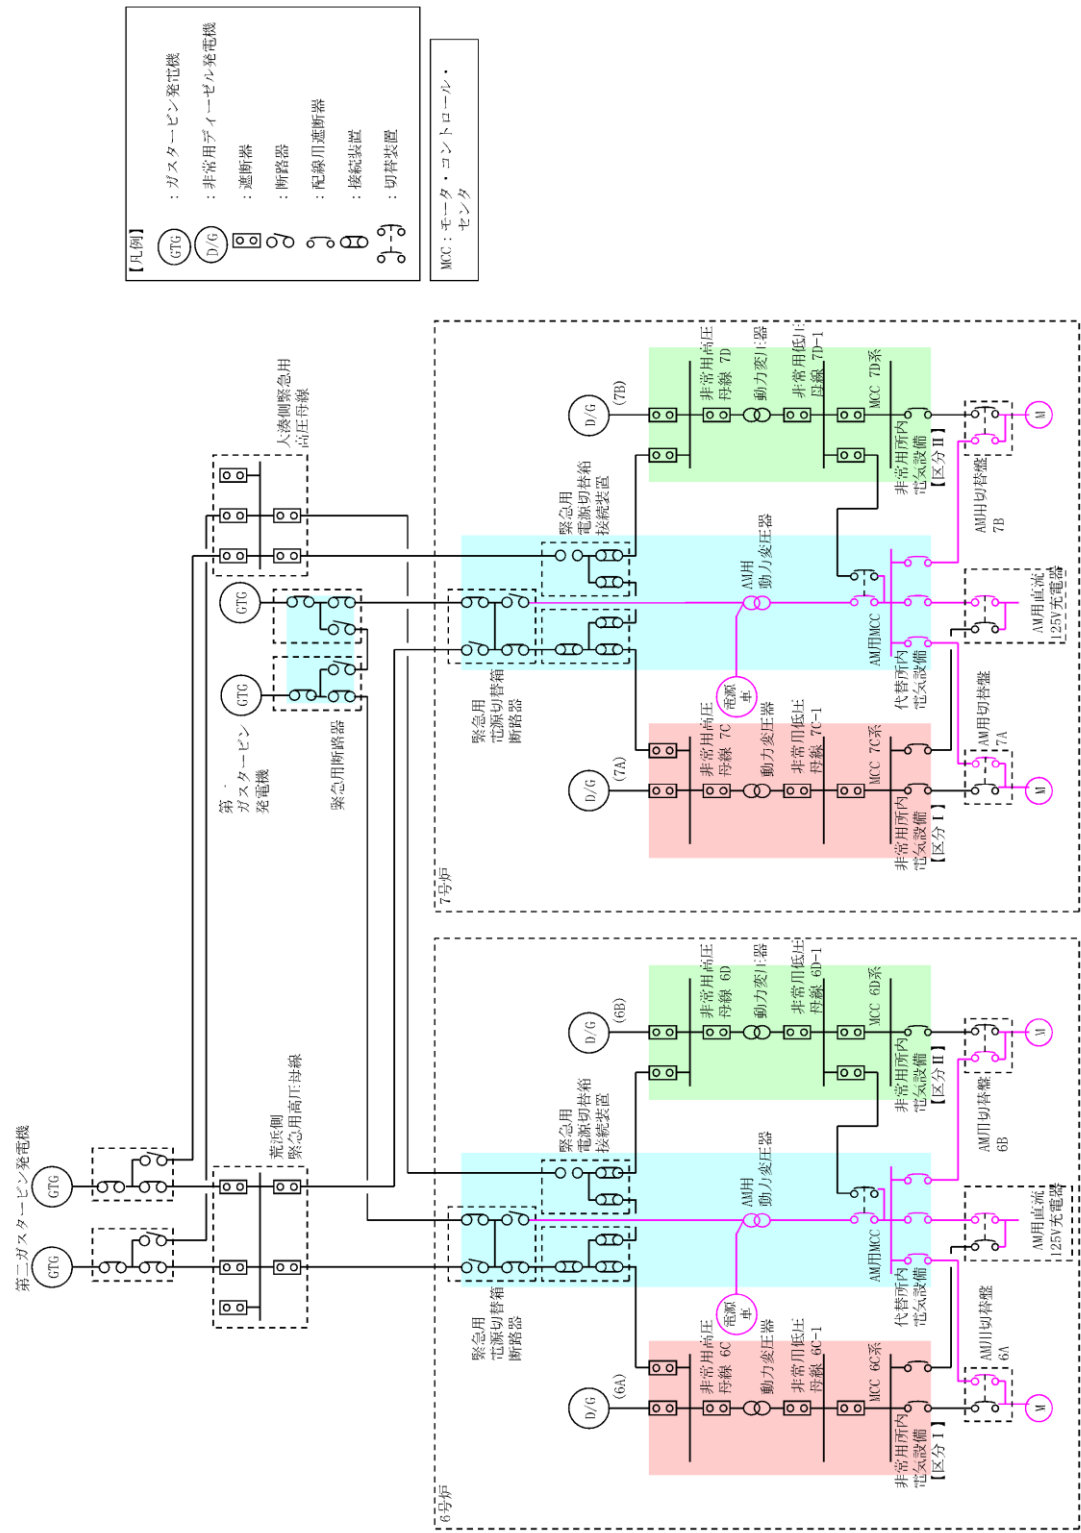 【凡例】
GTG
：ガスタービン発電機
D/G
：非常用ディーゼル発電機
：遮断器
：断路器
：配線用遮断器
：接続装置
：切替装置
MCC：モータ・コントロール・
センタ
第二ガスタービン発電機
GTG
GTG
荒浜側
緊急用高圧母線
大湊側緊急用
高圧母線
第一
ガスタービン
発電機
GTG
GTG
緊急用断路器
6号炉
緊急用
電源切替箱
断路器
緊急用
電源切替箱
接続装置
D/G
(6A)
D/G
(6B)
非常用高圧
母線 6C
動力変圧器
非常用低圧
母線 6C-1
MCC 6C系
非常用所内
電気設備
【区分Ⅰ】
電源
車
AM用
動力変圧器
AM用MCC
代替所内
電気設備
非常用高圧
母線 6D
動力変圧器
非常用低圧
母線 6D-1
MCC 6D系
非常用所内
電気設備
【区分Ⅱ】
AM用切替盤
6A
AM用直流
125V充電器
AM用切替盤
6B
M
M
7号炉
緊急用
電源切替箱
断路器
緊急用
電源切替箱
接続装置
D/G
(7A)
D/G
(7B)
非常用高圧
母線 7C
動力変圧器
非常用低圧
母線 7C-1
MCC 7C系
非常用所内
電気設備
【区分Ⅰ】
電源
車
AM用
動力変圧器
AM用MCC
代替所内
電気設備
非常用高圧
母線 7D
動力変圧器
非常用低圧
母線 7D-1
MCC 7D系
非常用所内
電気設備
【区分Ⅱ】
AM用切替盤
7A
AM用直流
125V充電器
AM用切替盤
7B
M
M